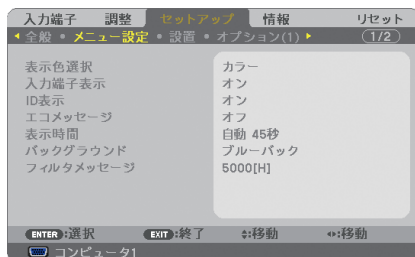 入力端子 調整 セットアップ 情報 リセット
全般 • メニュー設定 • 設置 • オプション(1) 1/2
表示色選択 カラー
入力端子表示 オン
ID表示 オン
エコメッセージ オフ
表示時間 自動 45秒
バックグラウンド ブルーバック
フィルタメッセージ 5000[H]
ENTER:選択 EXIT:終了 :移動 :移動
コンピュータ1